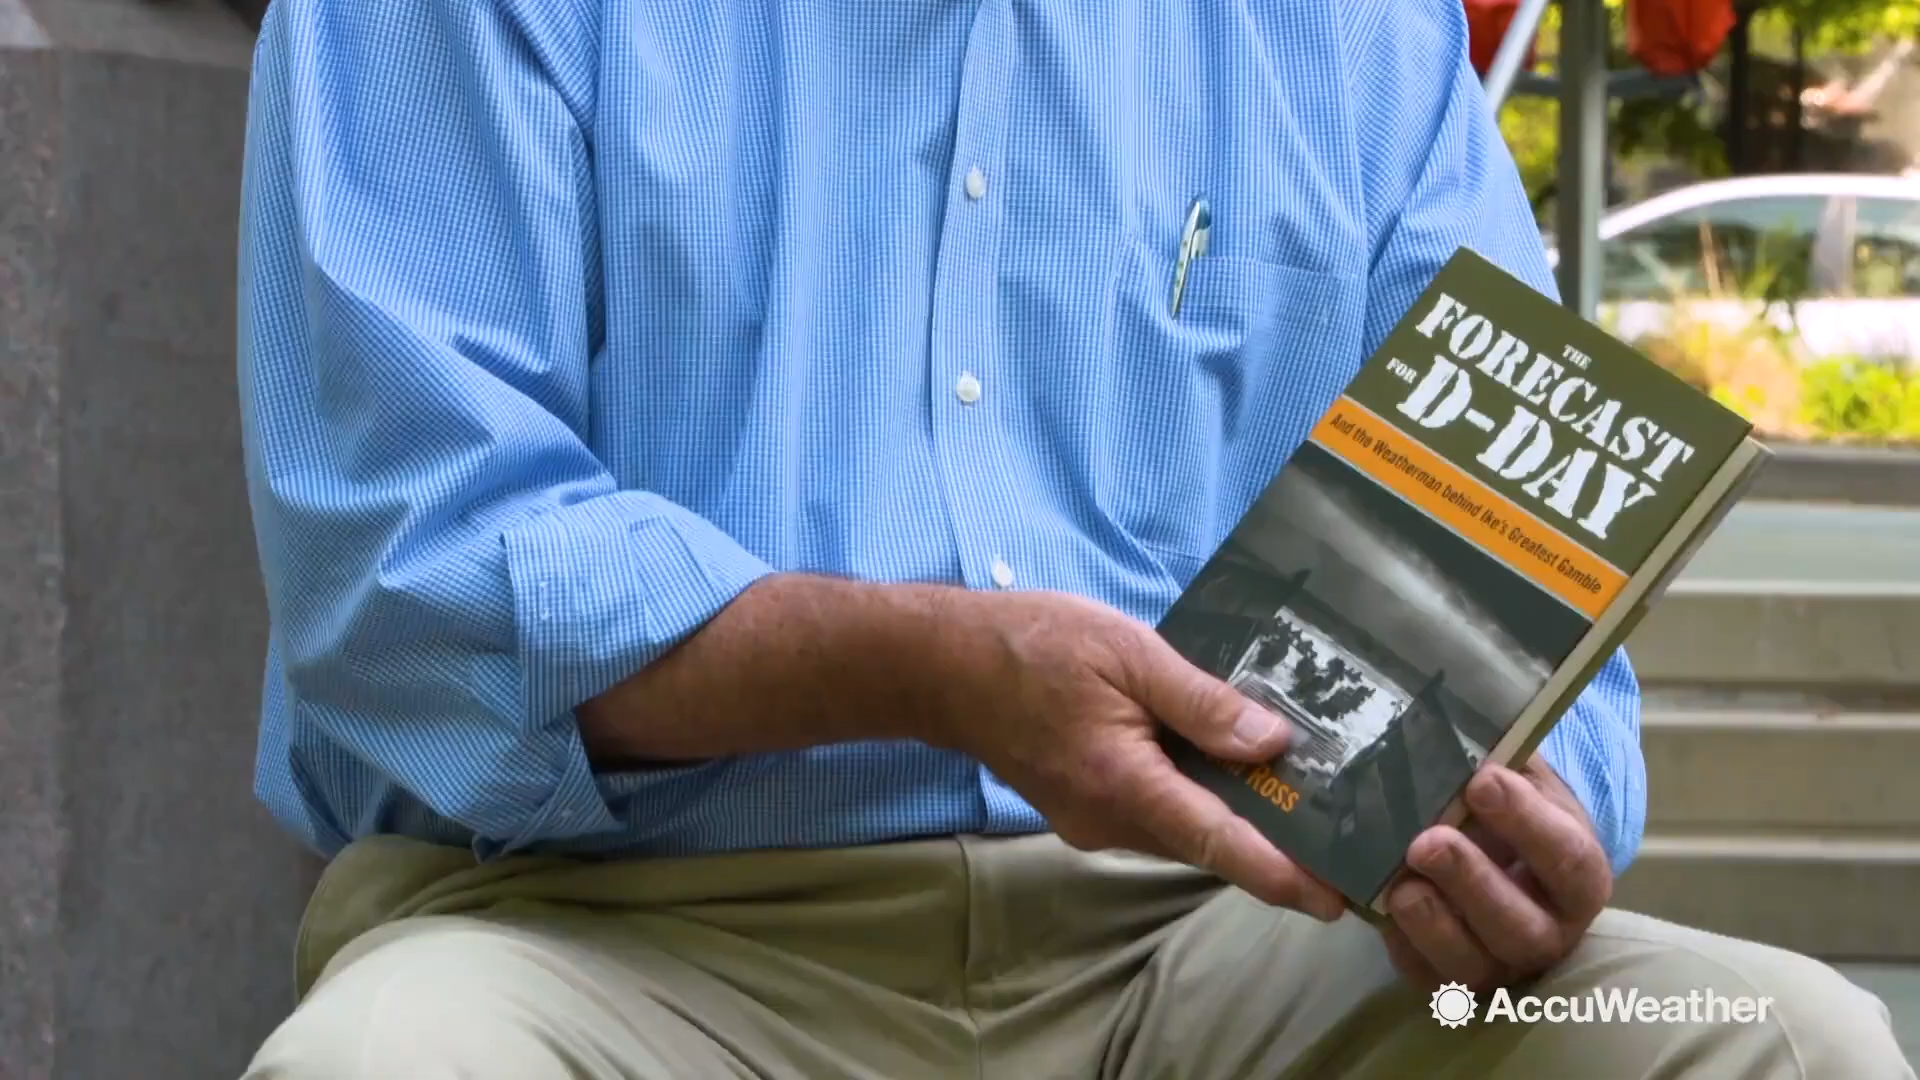 THE
FORECAST
FOR D-DAY
And the Weatherman behind Ike's Greatest Gamble
Ross
AccuWeather